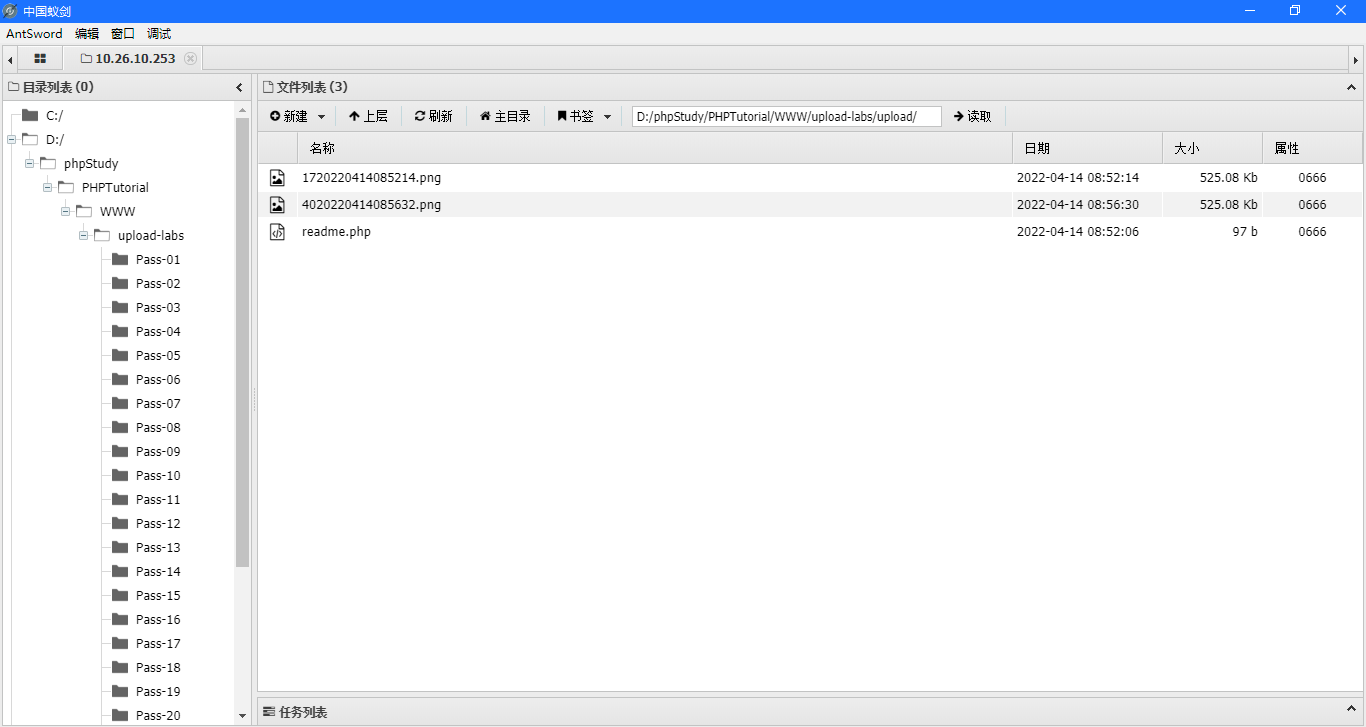 中国蚁剑
AntSword 编辑 窗口 调试
10.26.10.253
目录列表 (0)
C:/
D:/
phpStudy
PHPTutorial
WWW
upload-labs
Pass-01
Pass-02
Pass-03
Pass-04
Pass-05
Pass-06
Pass-07
Pass-08
Pass-09
Pass-10
Pass-11
Pass-12
Pass-13
Pass-14
Pass-15
Pass-16
Pass-17
Pass-18
Pass-19
Pass-20
文件列表 (3)
新建 上层 刷新 主目录 书签 D:/phpStudy/PHPTutorial/WWW/upload-labs/upload/ 读取
名称 日期 大小 属性
1720220414085214.png 2022-04-14 08:52:14 525.08 Kb 0666
4020220414085632.png 2022-04-14 08:56:30 525.08 Kb 0666
readme.php 2022-04-14 08:52:06 97 b 0666
任务列表